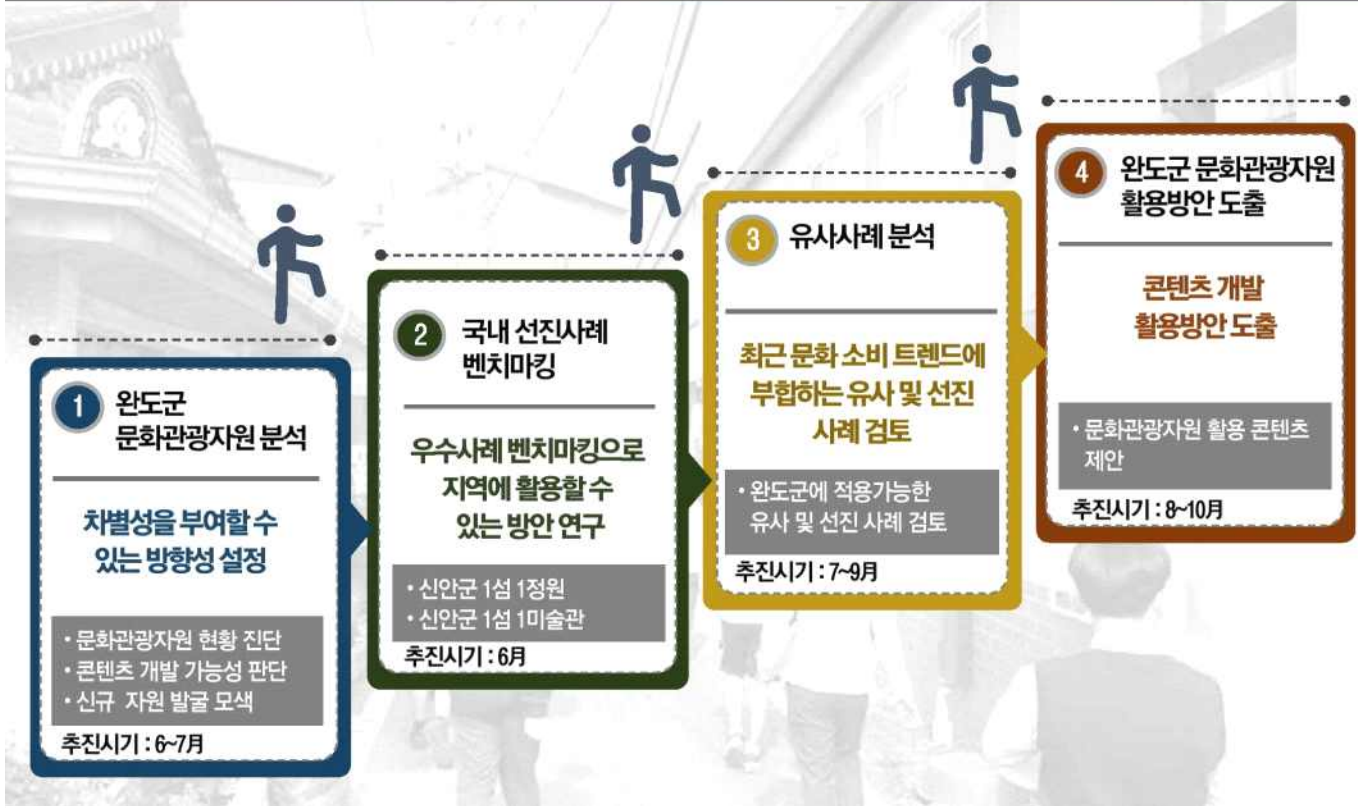 1
완도군
문화관광자원 분석
차별성을 부여할 수
있는 방향성 설정
• 문화관광자원 현황 진단
• 콘텐츠 개발 가능성 판단
• 신규 자원 발굴 모색
추진시기 : 6~7月
2
국내 선진사례
벤치마킹
우수사례 벤치마킹으로
지역에 활용할 수
있는 방안 연구
• 신안군 1섬 1정원
• 신안군 1섬 1미술관
추진시기 : 6月
3
유사사례 분석
최근 문화 소비 트렌드에
부합하는 유사 및 선진
사례 검토
• 완도군에 적용가능한
유사 및 선진 사례 검토
추진시기 : 7~9月
4
완도군 문화관광자원
활용방안 도출
콘텐츠 개발
활용방안 도출
• 문화관광자원 활용 콘텐츠
제안
추진시기 : 8~10月